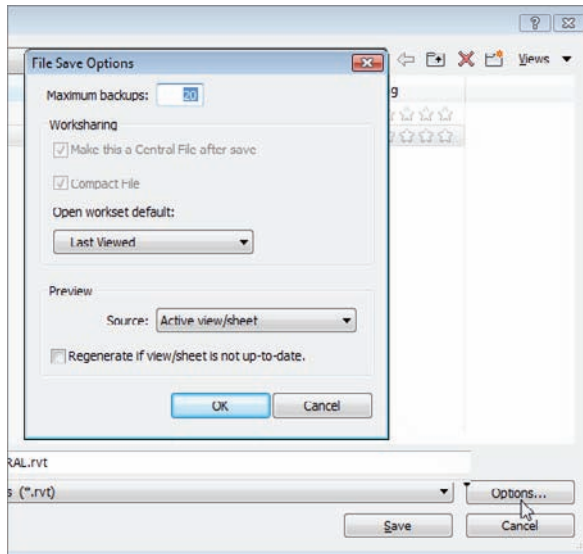 File Save Options
Views
Maximum backups: 20
g
Worksharing
Make this a Central File after save
Compact File
Open workset default:
Last Viewed
Preview
Source: Active view/sheet
Regenerate if view/sheet is not up-to-date.
OK Cancel
RAL.rvt
s (*.rvt) Options...
Save Cancel